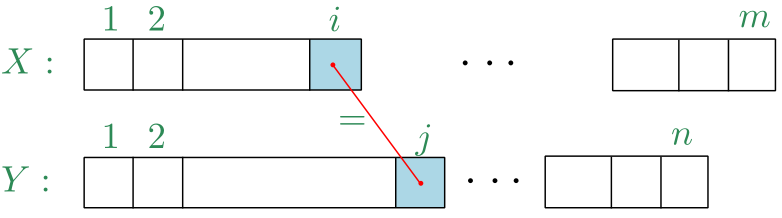 1 2 i m
X : ···
=
1 2 j n
Y : ···